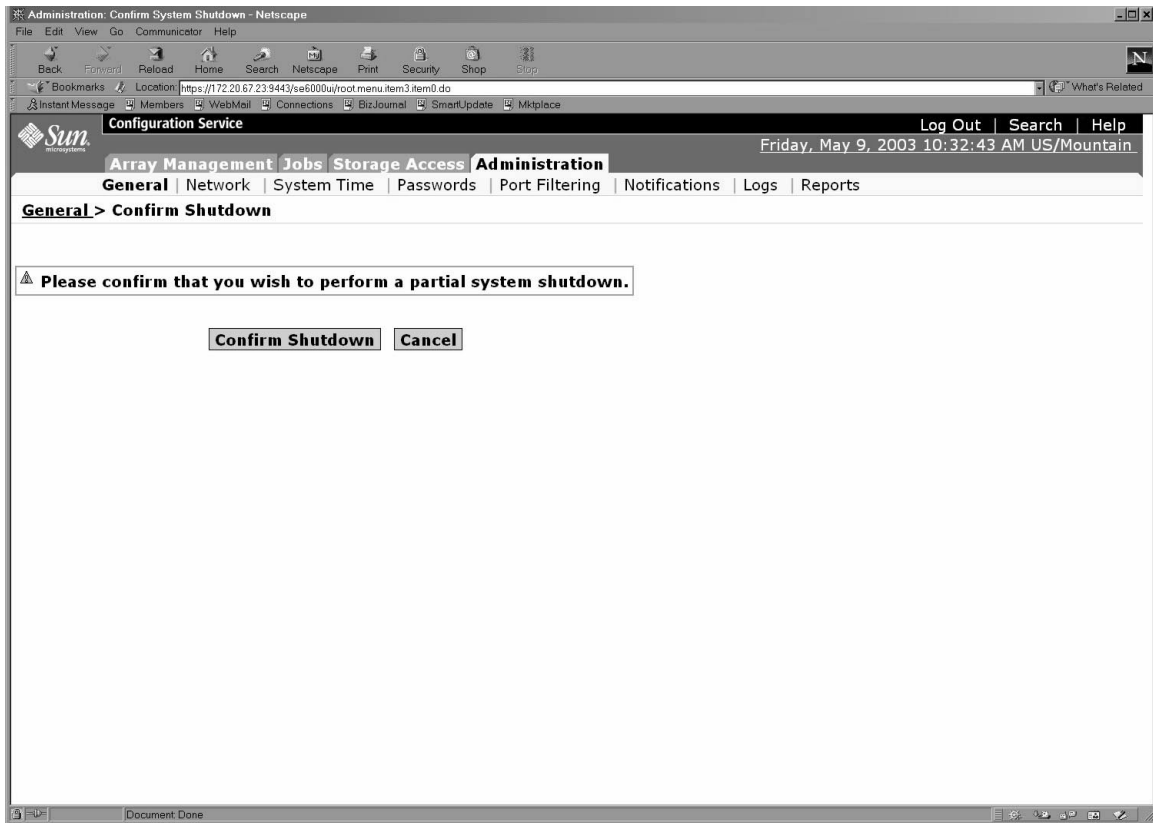 Administration: Confirm System Shutdown - Netscape
File Edit View Go Communicator Help
Back Forward Reload Home Search Netscape Print Security Shop Stop
My
N
Bookmarks Location: https://172.20.67.23:9443/se6000ui/root.menu.item3.item0.do What's Related
Instant Message Members WebMail Connections BizJournal SmartUpdate Mktplace
Sun microsystems
Configuration Service
Log Out | Search | Help
Friday, May 9, 2003 10:32:43 AM US/Mountain
Array Management Jobs Storage Access Administration
General | Network | System Time | Passwords | Port Filtering | Notifications | Logs | Reports
General > Confirm Shutdown
Please confirm that you wish to perform a partial system shutdown.
Confirm Shutdown Cancel
Document Done